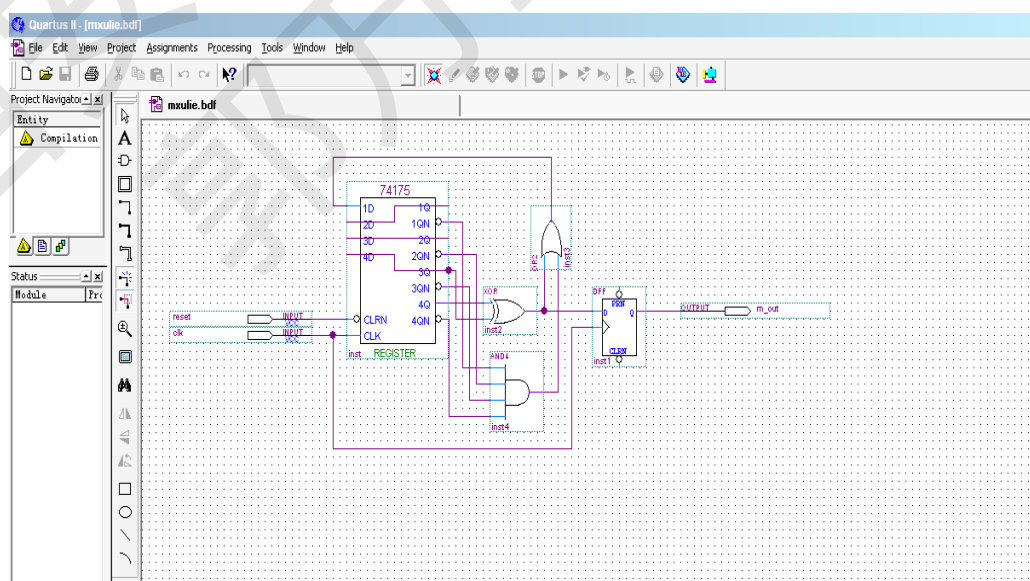 Quartus II - [mxulie.bdf]
File Edit View Project Assignments Processing Tools Window Help
Project Navigator
Entity
Compilation
Status
Module
mxulie.bdf
A
74175
1D 1Q
1QN
2D
3D 2Q
2QN
4D
3Q
3QN
4Q
CLRN 4QN
CLK
inst REGISTER
reset INPUT
VCC
clk INPUT
VCC
OR2
inst3
XOR
inst2
AND4
inst4
DFF
PRN
D Q
CLRN
inst1
OUTPUT m_out